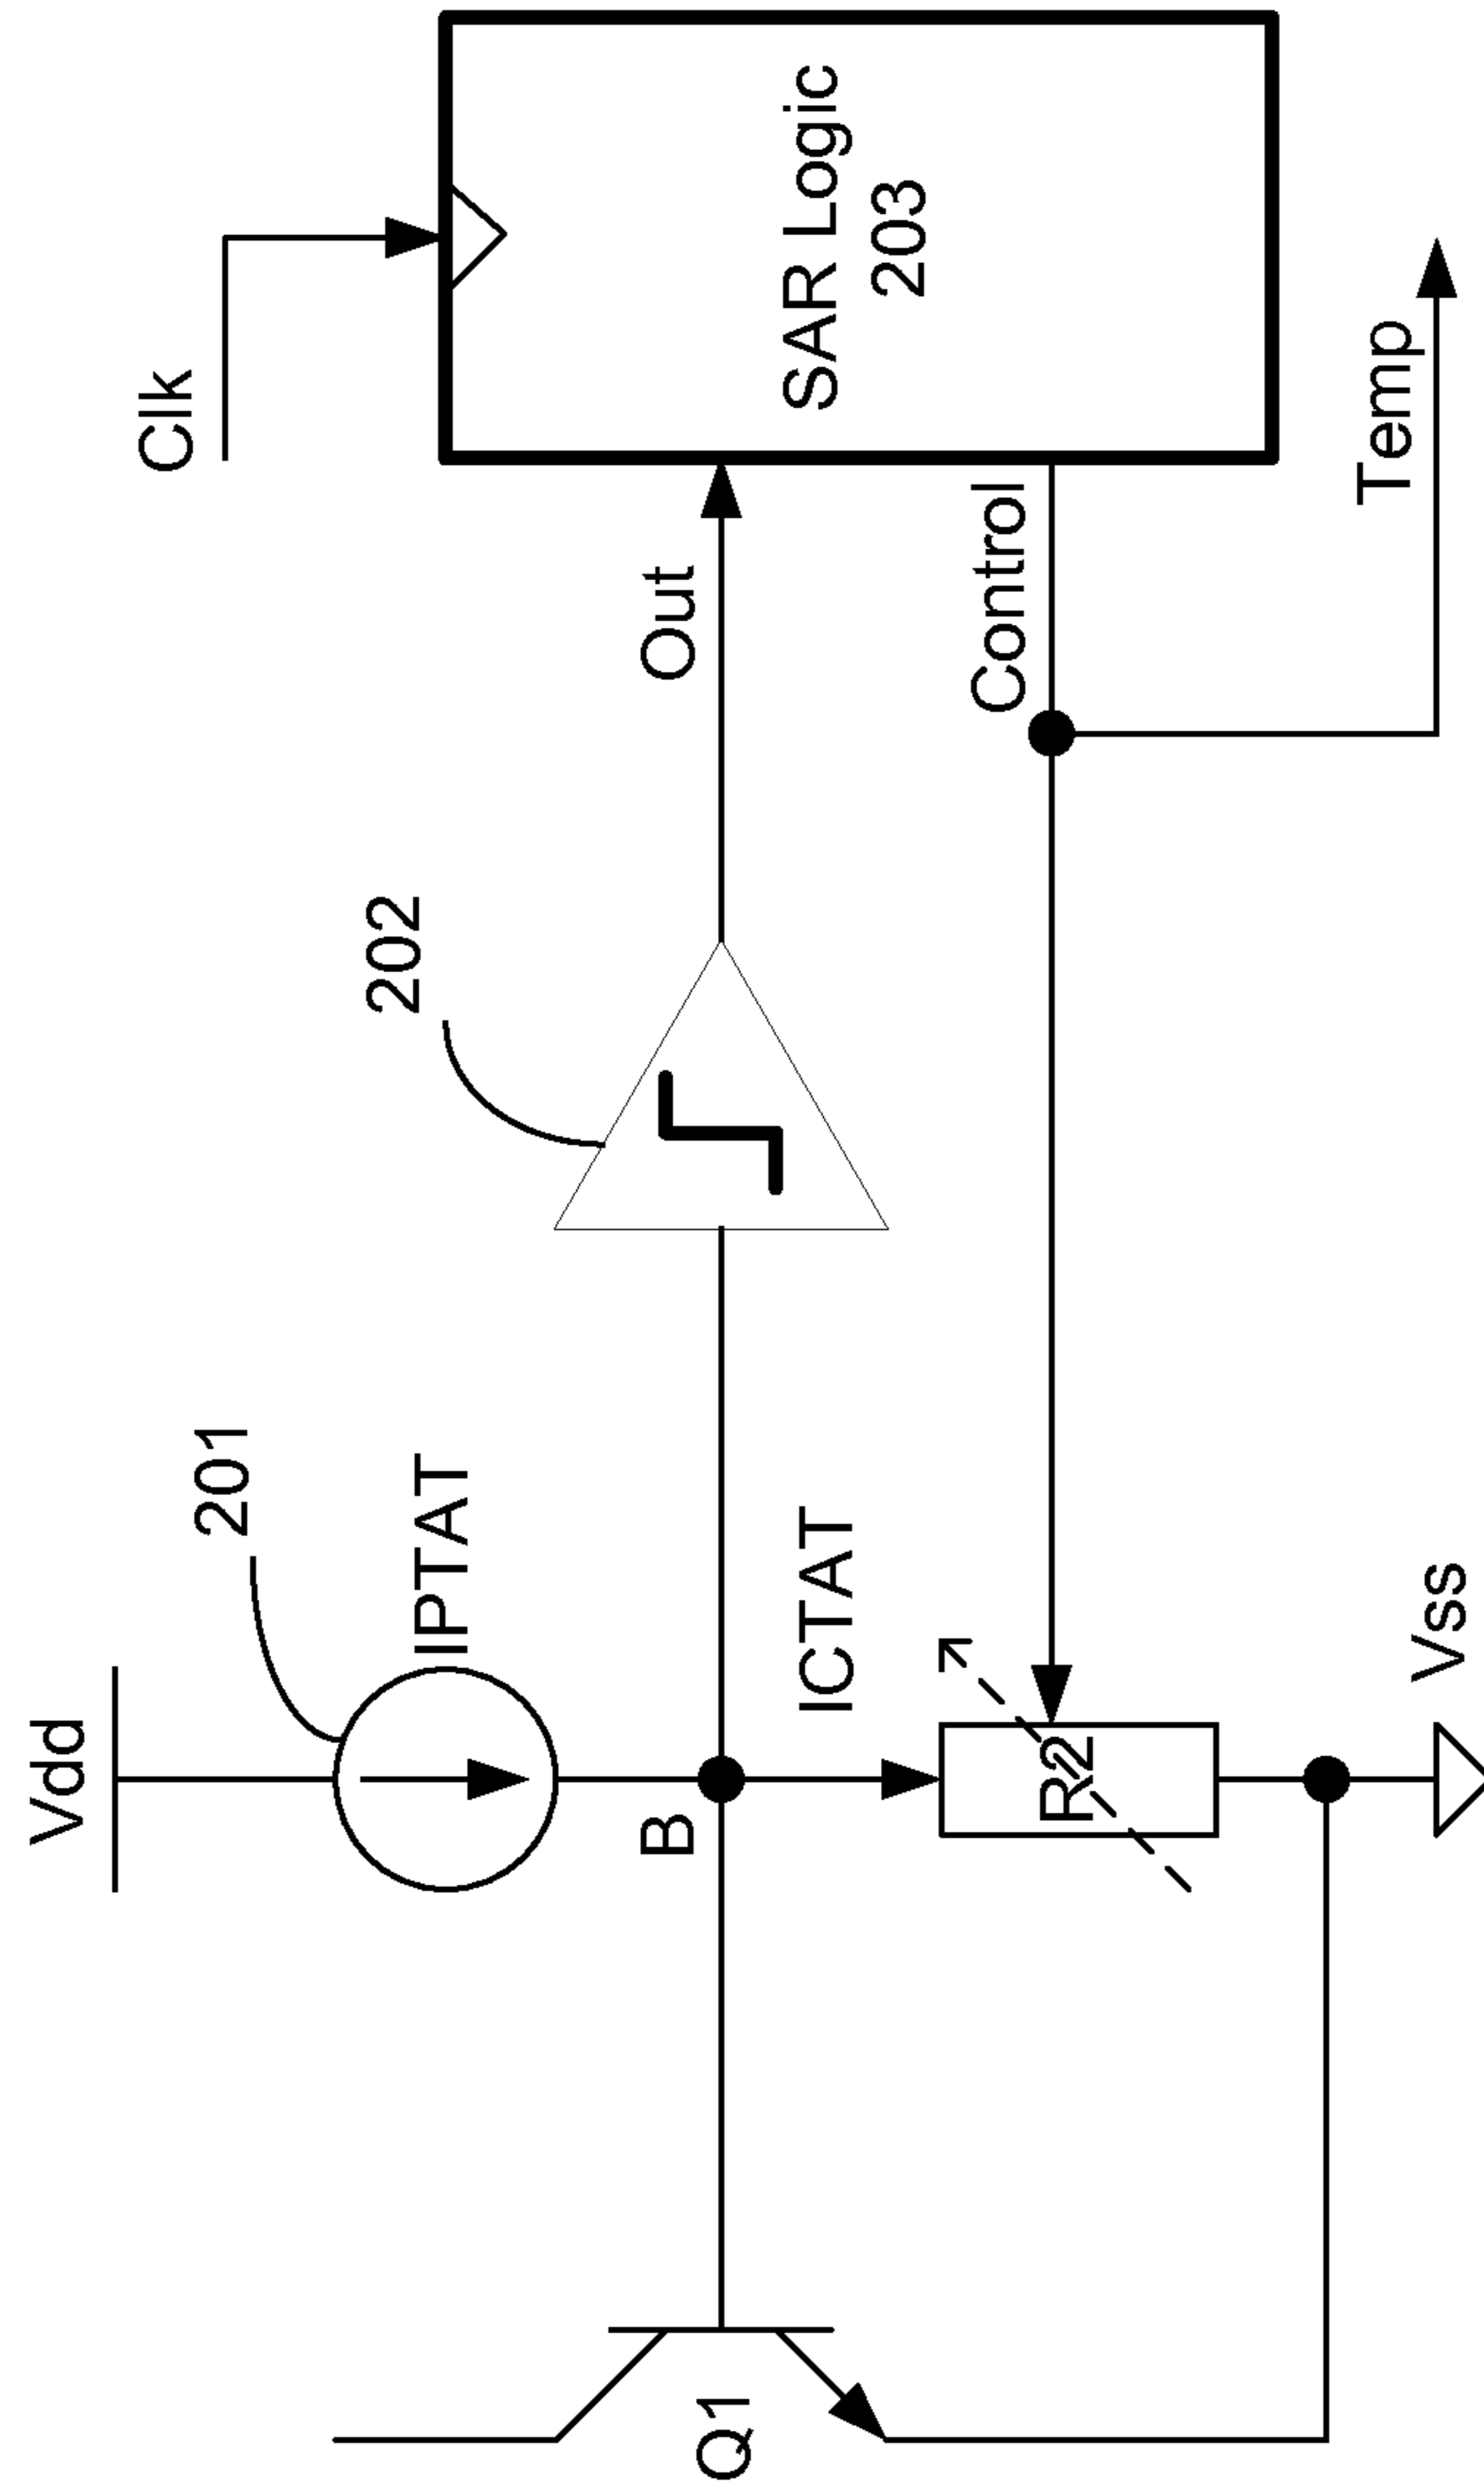 Vdd
201
IPTAT
B
ICTAT
R2
Vss
Q1
202
Out
Control
Temp
Clk
SAR Logic
203